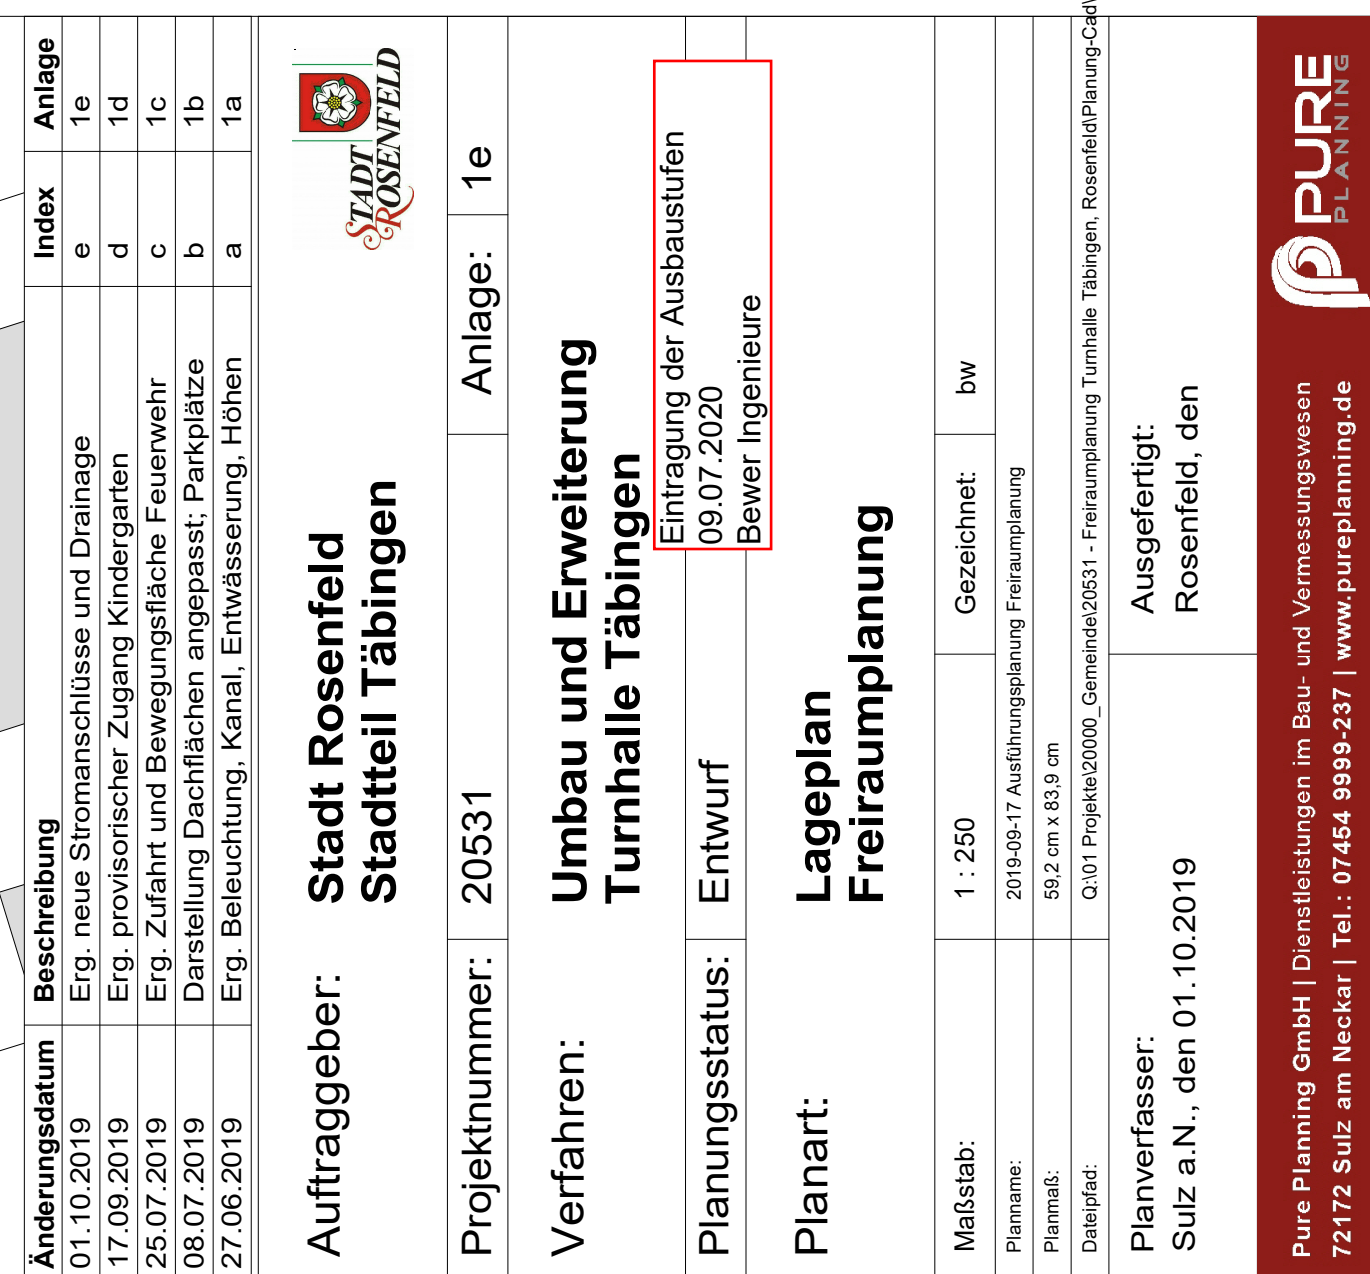 Änderungsdatum Beschreibung Index Anlage
01.10.2019 Erg. neue Stromanschlüsse und Drainage e 1e
17.09.2019 Erg. provisorischer Zugang Kindergarten d 1d
25.07.2019 Erg. Zufahrt und Bewegungsfläche Feuerwehr c 1c
08.07.2019 Darstellung Dachflächen angepasst; Parkplätze b 1b
27.06.2019 Erg. Beleuchtung, Kanal, Entwässerung, Höhen a 1a
Auftraggeber: Stadt Rosenfeld
Stadtteil Täbingen
STADT
ROSENFELD
Projektnummer: 20531 Anlage: 1e
Verfahren: Umbau und Erweiterung
Turnhalle Täbingen
Eintragung der Ausbaustufen
09.07.2020
Bewer Ingenieure
Planungsstatus: Entwurf
Planart: Lageplan
Freiraumplanung
Maßstab: 1 : 250 Gezeichnet: bw
Planname: 2019-09-17 Ausführungsplanung Freiraumplanung
Planmaß: 59,2 cm x 83,9 cm
Dateipfad: Q:\01 Projekte\20000_Gemeinde\20531 - Freiraumplanung Turnhalle Täbingen, Rosenfeld\Planung-Cad\
Planverfasser: Ausgefertigt:
Sulz a.N., den 01.10.2019 Rosenfeld, den
Pure Planning GmbH | Dienstleistungen im Bau- und Vermessungswesen
72172 Sulz am Neckar | Tel.: 07454 9999-237 | www.pureplanning.de
PURE
PLANNING